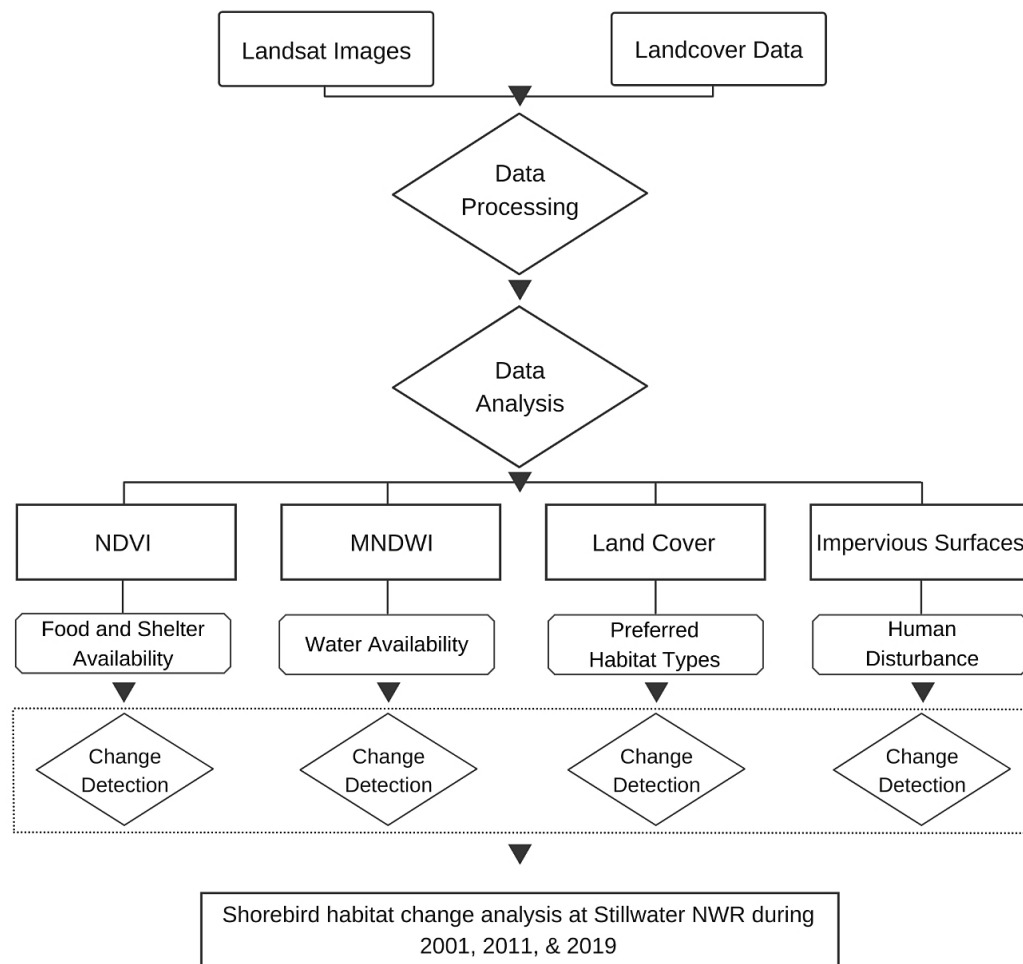 Landsat Images
Landcover Data
Data
Processing
Data
Analysis
NDVI
MNDWI
Land Cover
Impervious Surfaces
Food and Shelter
Availability
Water Availability
Preferred
Habitat Types
Human
Disturbance
Change
Detection
Change
Detection
Change
Detection
Change
Detection
Shorebird habitat change analysis at Stillwater NWR during
2001, 2011, & 2019